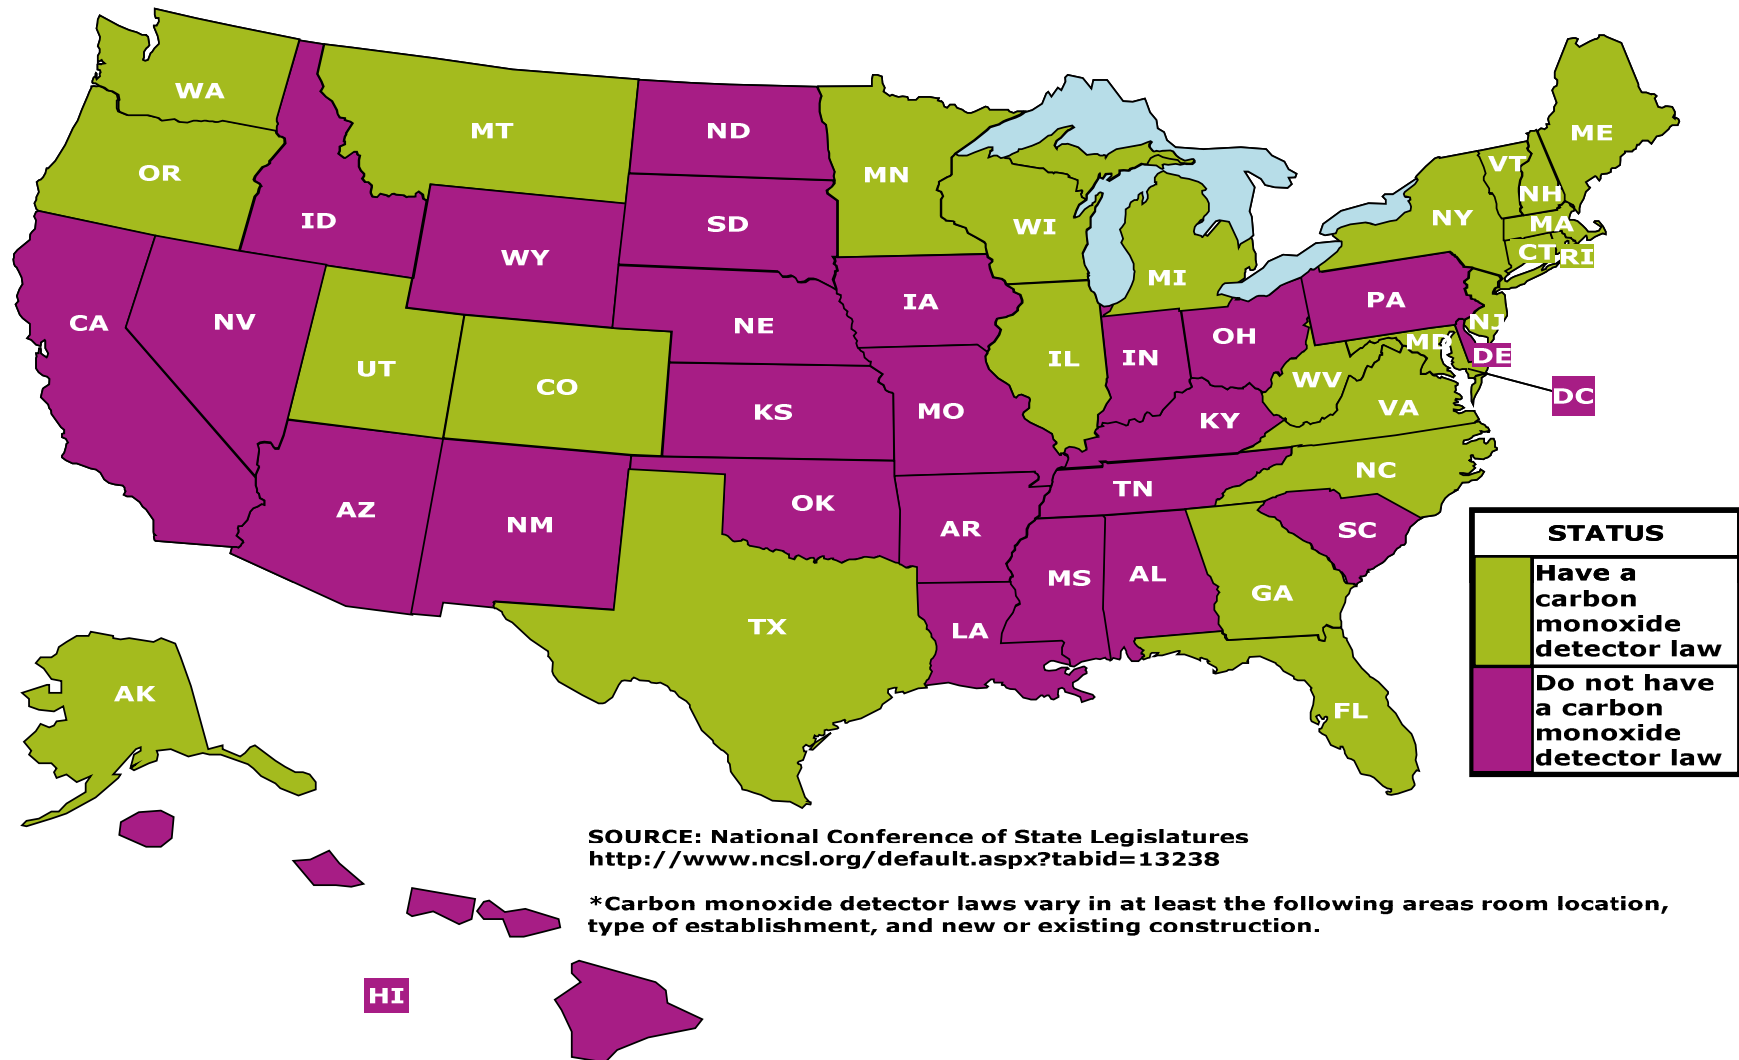 WA
MT
ND
MN
ME
OR
ID
WY
SD
WI
MI
NY
VT
NH
MA
CT
RI
CA
NV
UT
CO
NE
IA
IL
IN
OH
PA
NJ
MD
DE
DC
KS
MO
KY
WV
VA
AZ
NM
OK
AR
TN
NC
SC
TX
LA
MS
AL
GA
FL
AK
HI
STATUS
Have a
carbon
monoxide
detector law
Do not have
a carbon
monoxide
detector law
SOURCE: National Conference of State Legislatures
http://www.ncsl.org/default.aspx?tabid=13238
*Carbon monoxide detector laws vary in at least the following areas room location,
type of establishment, and new or existing construction.